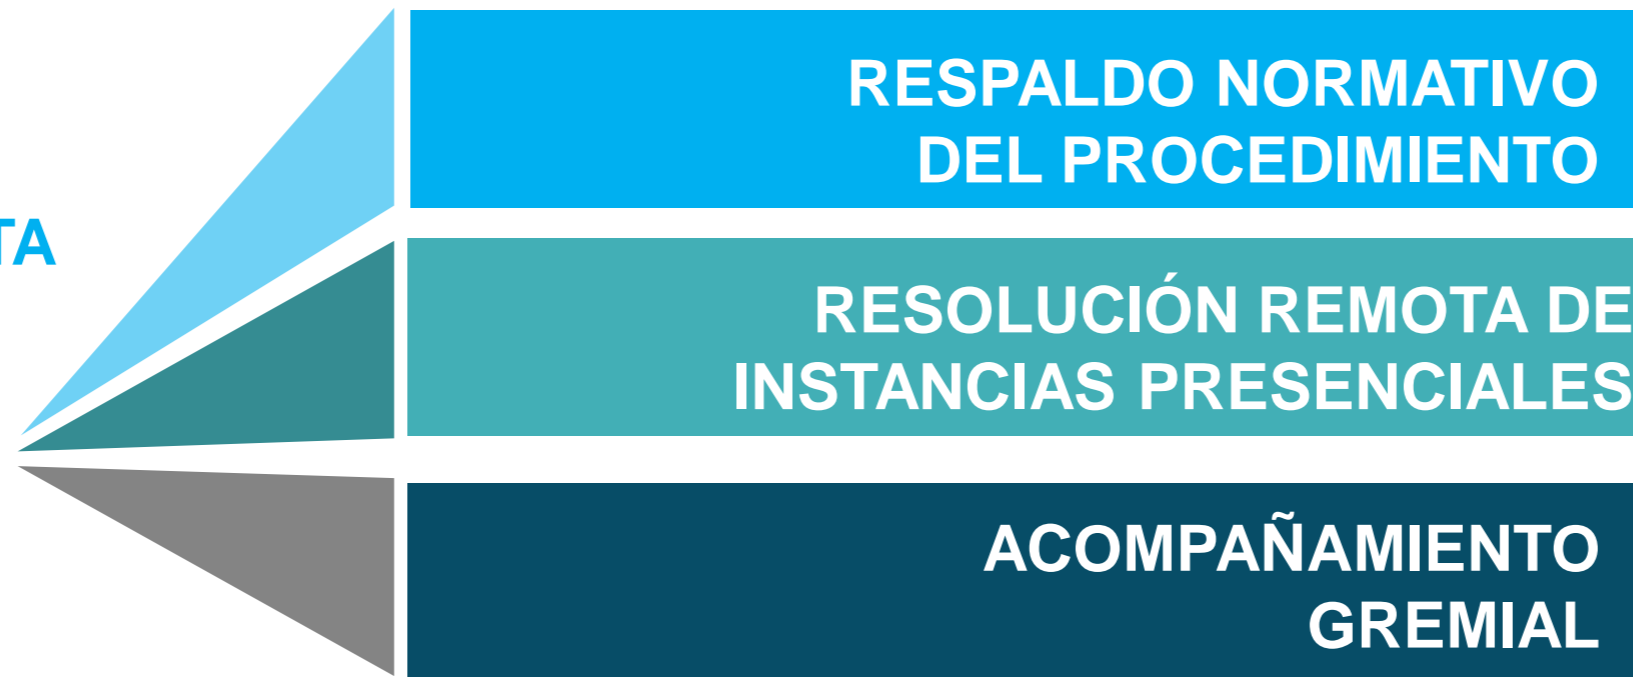 RESPALDO NORMATIVO
DEL PROCEDIMIENTO
TA
RESOLUCIÓN REMOTA DE
INSTANCIAS PRESENCIALES
ACOMPAÑAMIENTO
GREMIAL